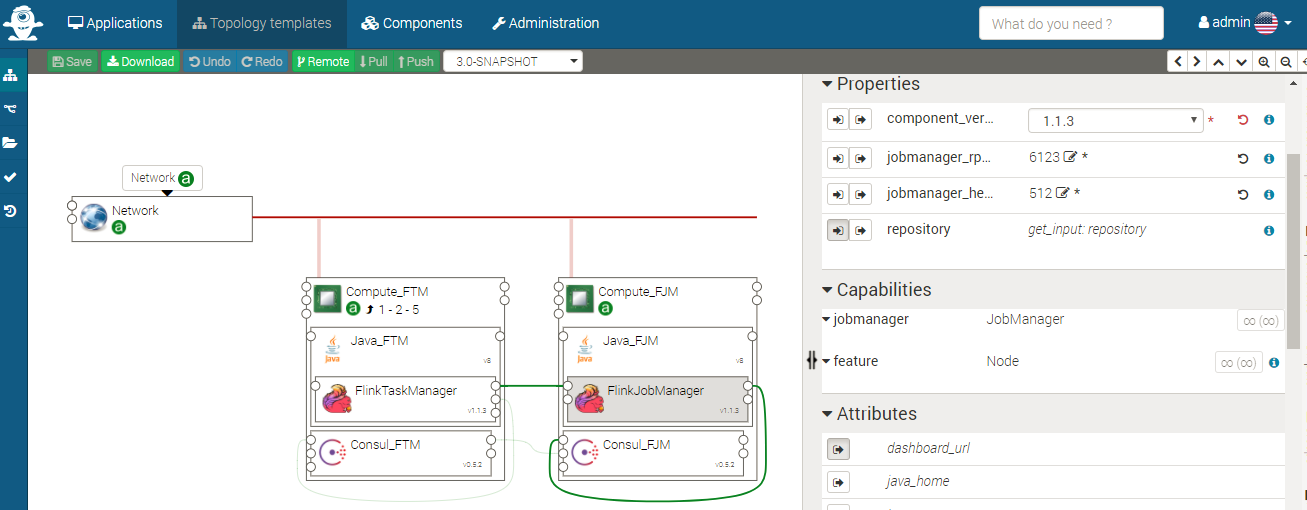 Applications Topology templates Components Administration What do you need ? admin
Save Download Undo Redo Remote Pull Push 3.0-SNAPSHOT
Properties
component_ver... 1.1.3 *
jobmanager_rp... 6123 *
jobmanager_he... 512 *
repository get_input: repository
Capabilities
jobmanager JobManager ∞ (∞)
feature Node ∞ (∞)
Attributes
dashboard_url
java_home
Network a
Network
a
Compute_FTM
a 1 - 2 - 5
Java_FTM
Java
v8
FlinkTaskManager
v1.1.3
Consul_FTM
v0.5.2
Compute_FJM
a
Java_FJM
Java
v8
FlinkJobManager
v1.1.3
Consul_FJM
v0.5.2